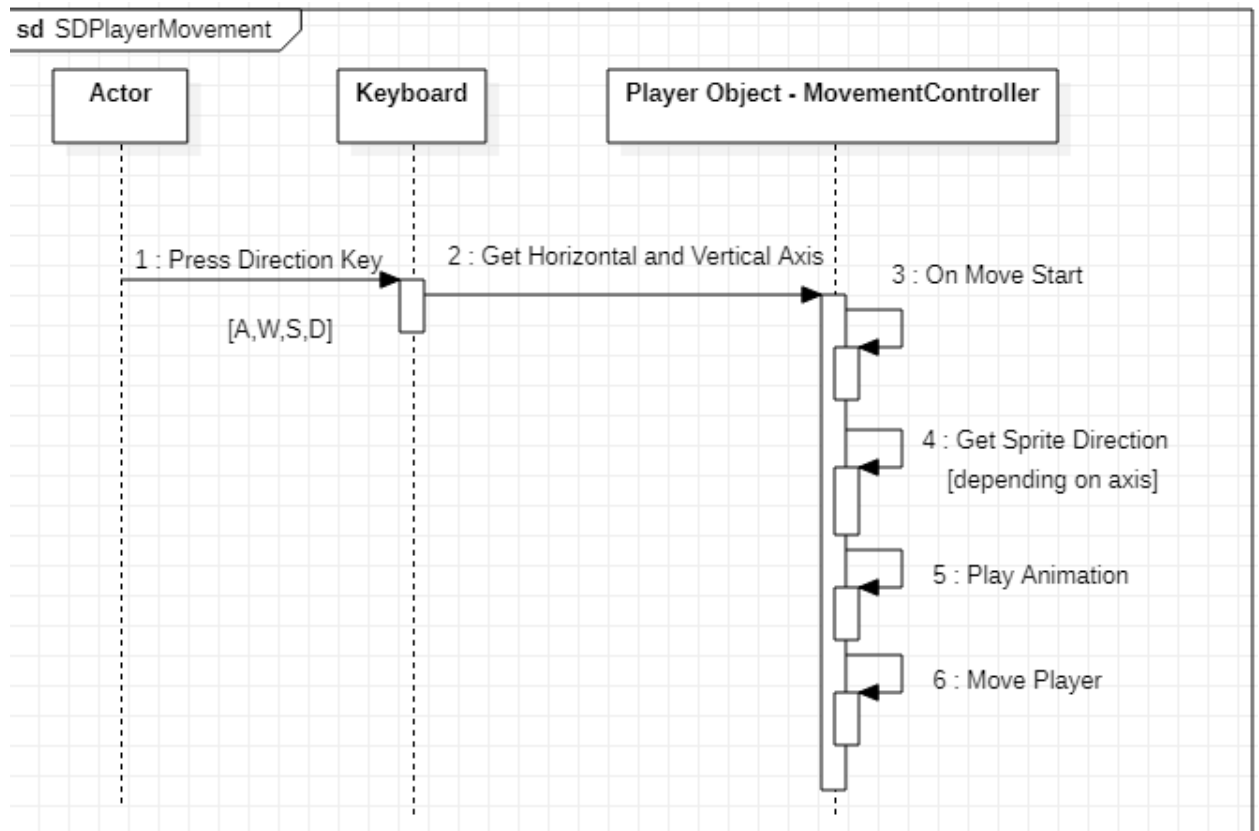 sd SDPlayerMovement
Actor
Keyboard
Player Object - MovementController
1 : Press Direction Key
[A,W,S,D]
2 : Get Horizontal and Vertical Axis
3 : On Move Start
4 : Get Sprite Direction
[depending on axis]
5 : Play Animation
6 : Move Player